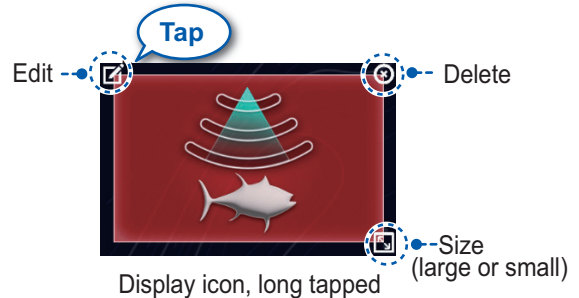 Tap
Edit
Delete
Size
(large or small)
Display icon, long tapped